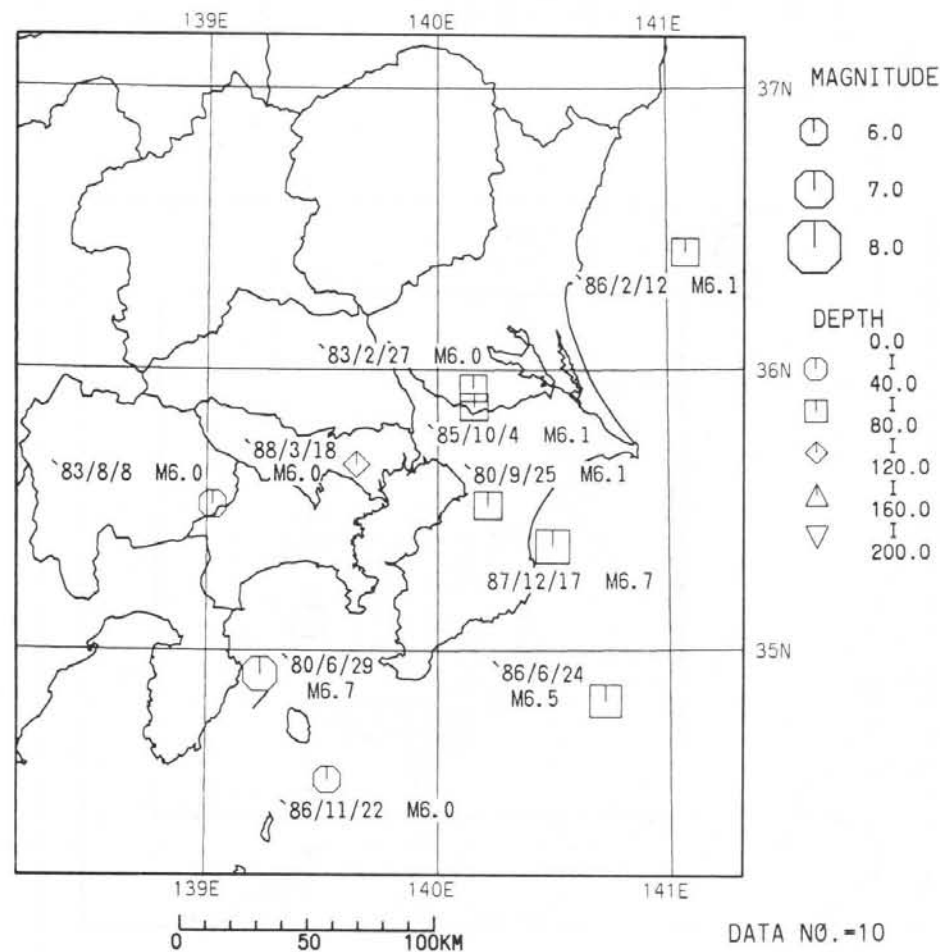 139E 140E 141E
37N
MAGNITUDE
6.0
7.0
8.0
`86/2/12 M6.1
DEPTH
0.0
I
40.0
I
80.0
I
120.0
I
160.0
I
200.0
`83/2/27 M6.0
36N
`85/10/4 M6.1
`88/3/18
M6.0
`83/8/8 M6.0
`80/9/25 M6.1
87/12/17 M6.7
35N
`80/6/29
M6.7
`86/6/24
M6.5
`86/11/22 M6.0
139E 140E 141E
0 50 100KM
DATA NO.=10